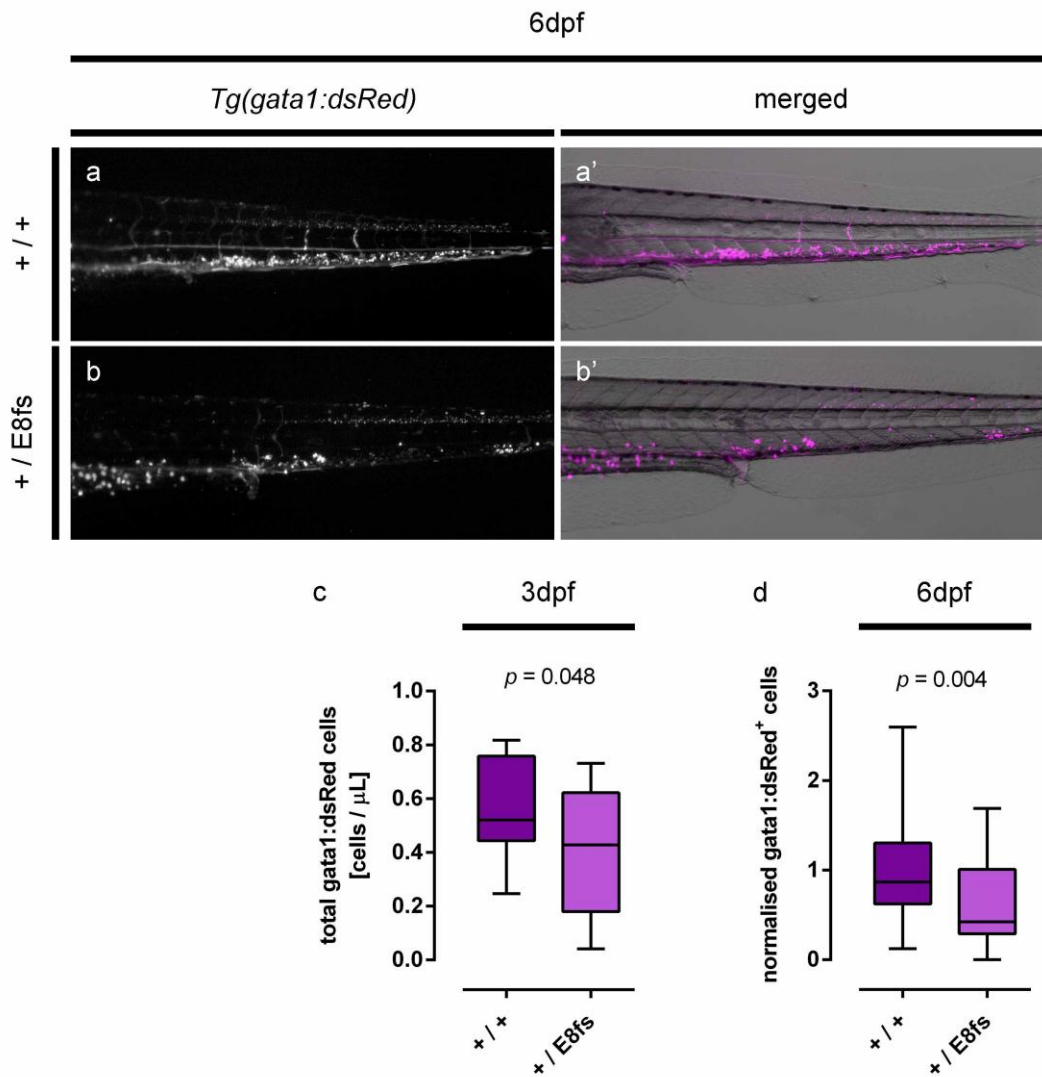 6dpf
Tg(gata1:dsRed)
merged
+ / +
a
a'
+ / E8fs
b
b'
c
3dpf
p = 0.048
total gata1:dsRed cells
[cells / μL]
1.0
0.8
0.6
0.4
0.2
0.0
+ / +
+ / E8fs
d
6dpf
p = 0.004
normalised gata1:dsRed⁺ cells
3
2
1
0
+ / +
+ / E8fs